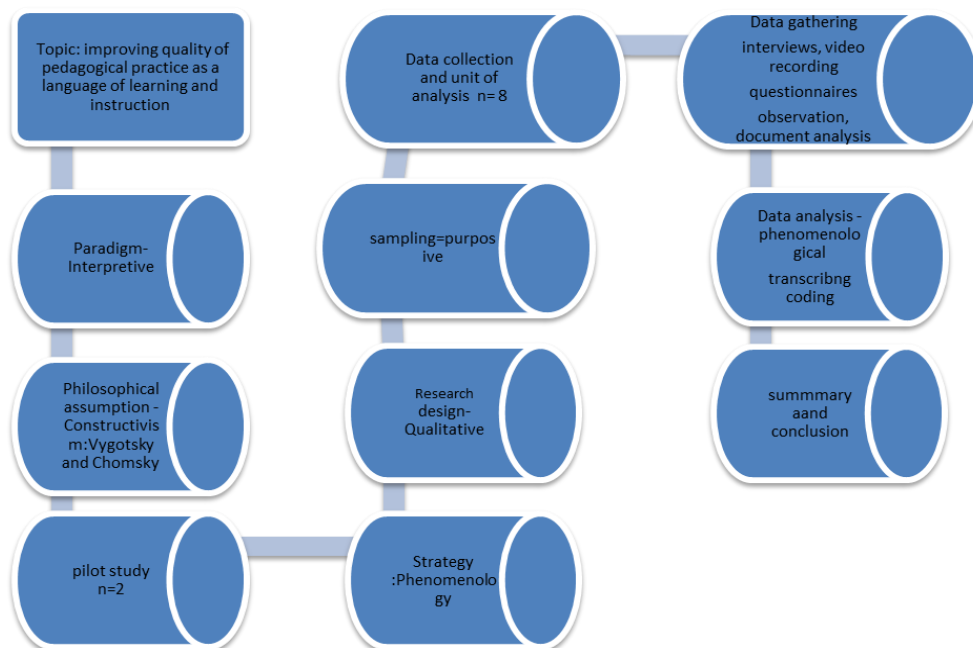 Topic: improving quality of
pedagogical practice as a
language of learning and
instruction
Paradigm-
Interpretive
Philosophical
assumption -
Constructivis
m:Vygotsky
and Chomsky
pilot study
n=2
Strategy
:Phenomenolo
gy
Research
design-
Qualitative
sampling=purpos
ive
Data collection
and unit of
analysis n= 8
Data gathering
interviews, video
recording
questionnaires
observation,
document analysis
Data analysis -
phenomenolo
gical
transcribng
coding
summmary
aand
conclusion